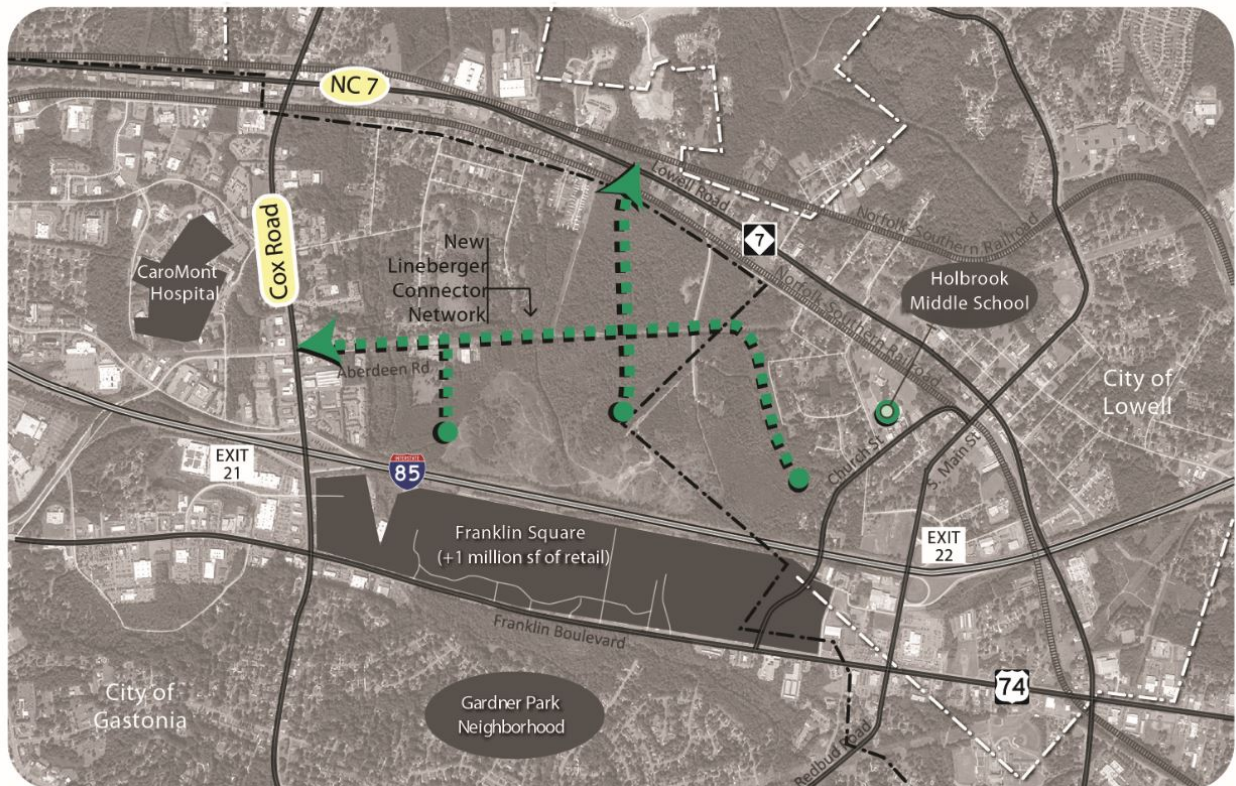 NC 7
Lowell Road
7
Norfolk-Southern Railroad
Holbrook
Middle School
Cox Road
CaroMont
Hospital
New
Lineberger
Connector
Network
Norfolk-Southern Railroad
Aberdeen Rd
City of
Lowell
Church St
S. Main St
EXIT
21
INTERSTATE
85
Franklin Square
(+1 million sf of retail)
EXIT
22
Franklin Boulevard
74
City of
Gastonia
Gardner Park
Neighborhood
Redbud Road